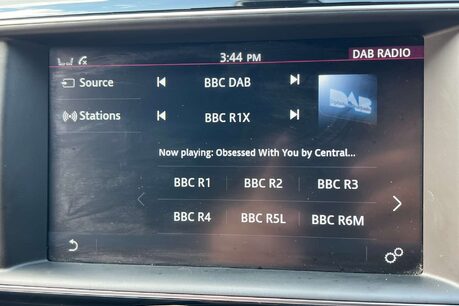 3:44 PM
DAB RADIO
Source
BBC DAB
Stations
BBC R1X
DAB
Now playing: Obsessed With You by Central...
BBC R1
BBC R2
BBC R3
BBC R4
BBC R5L
BBC R6M